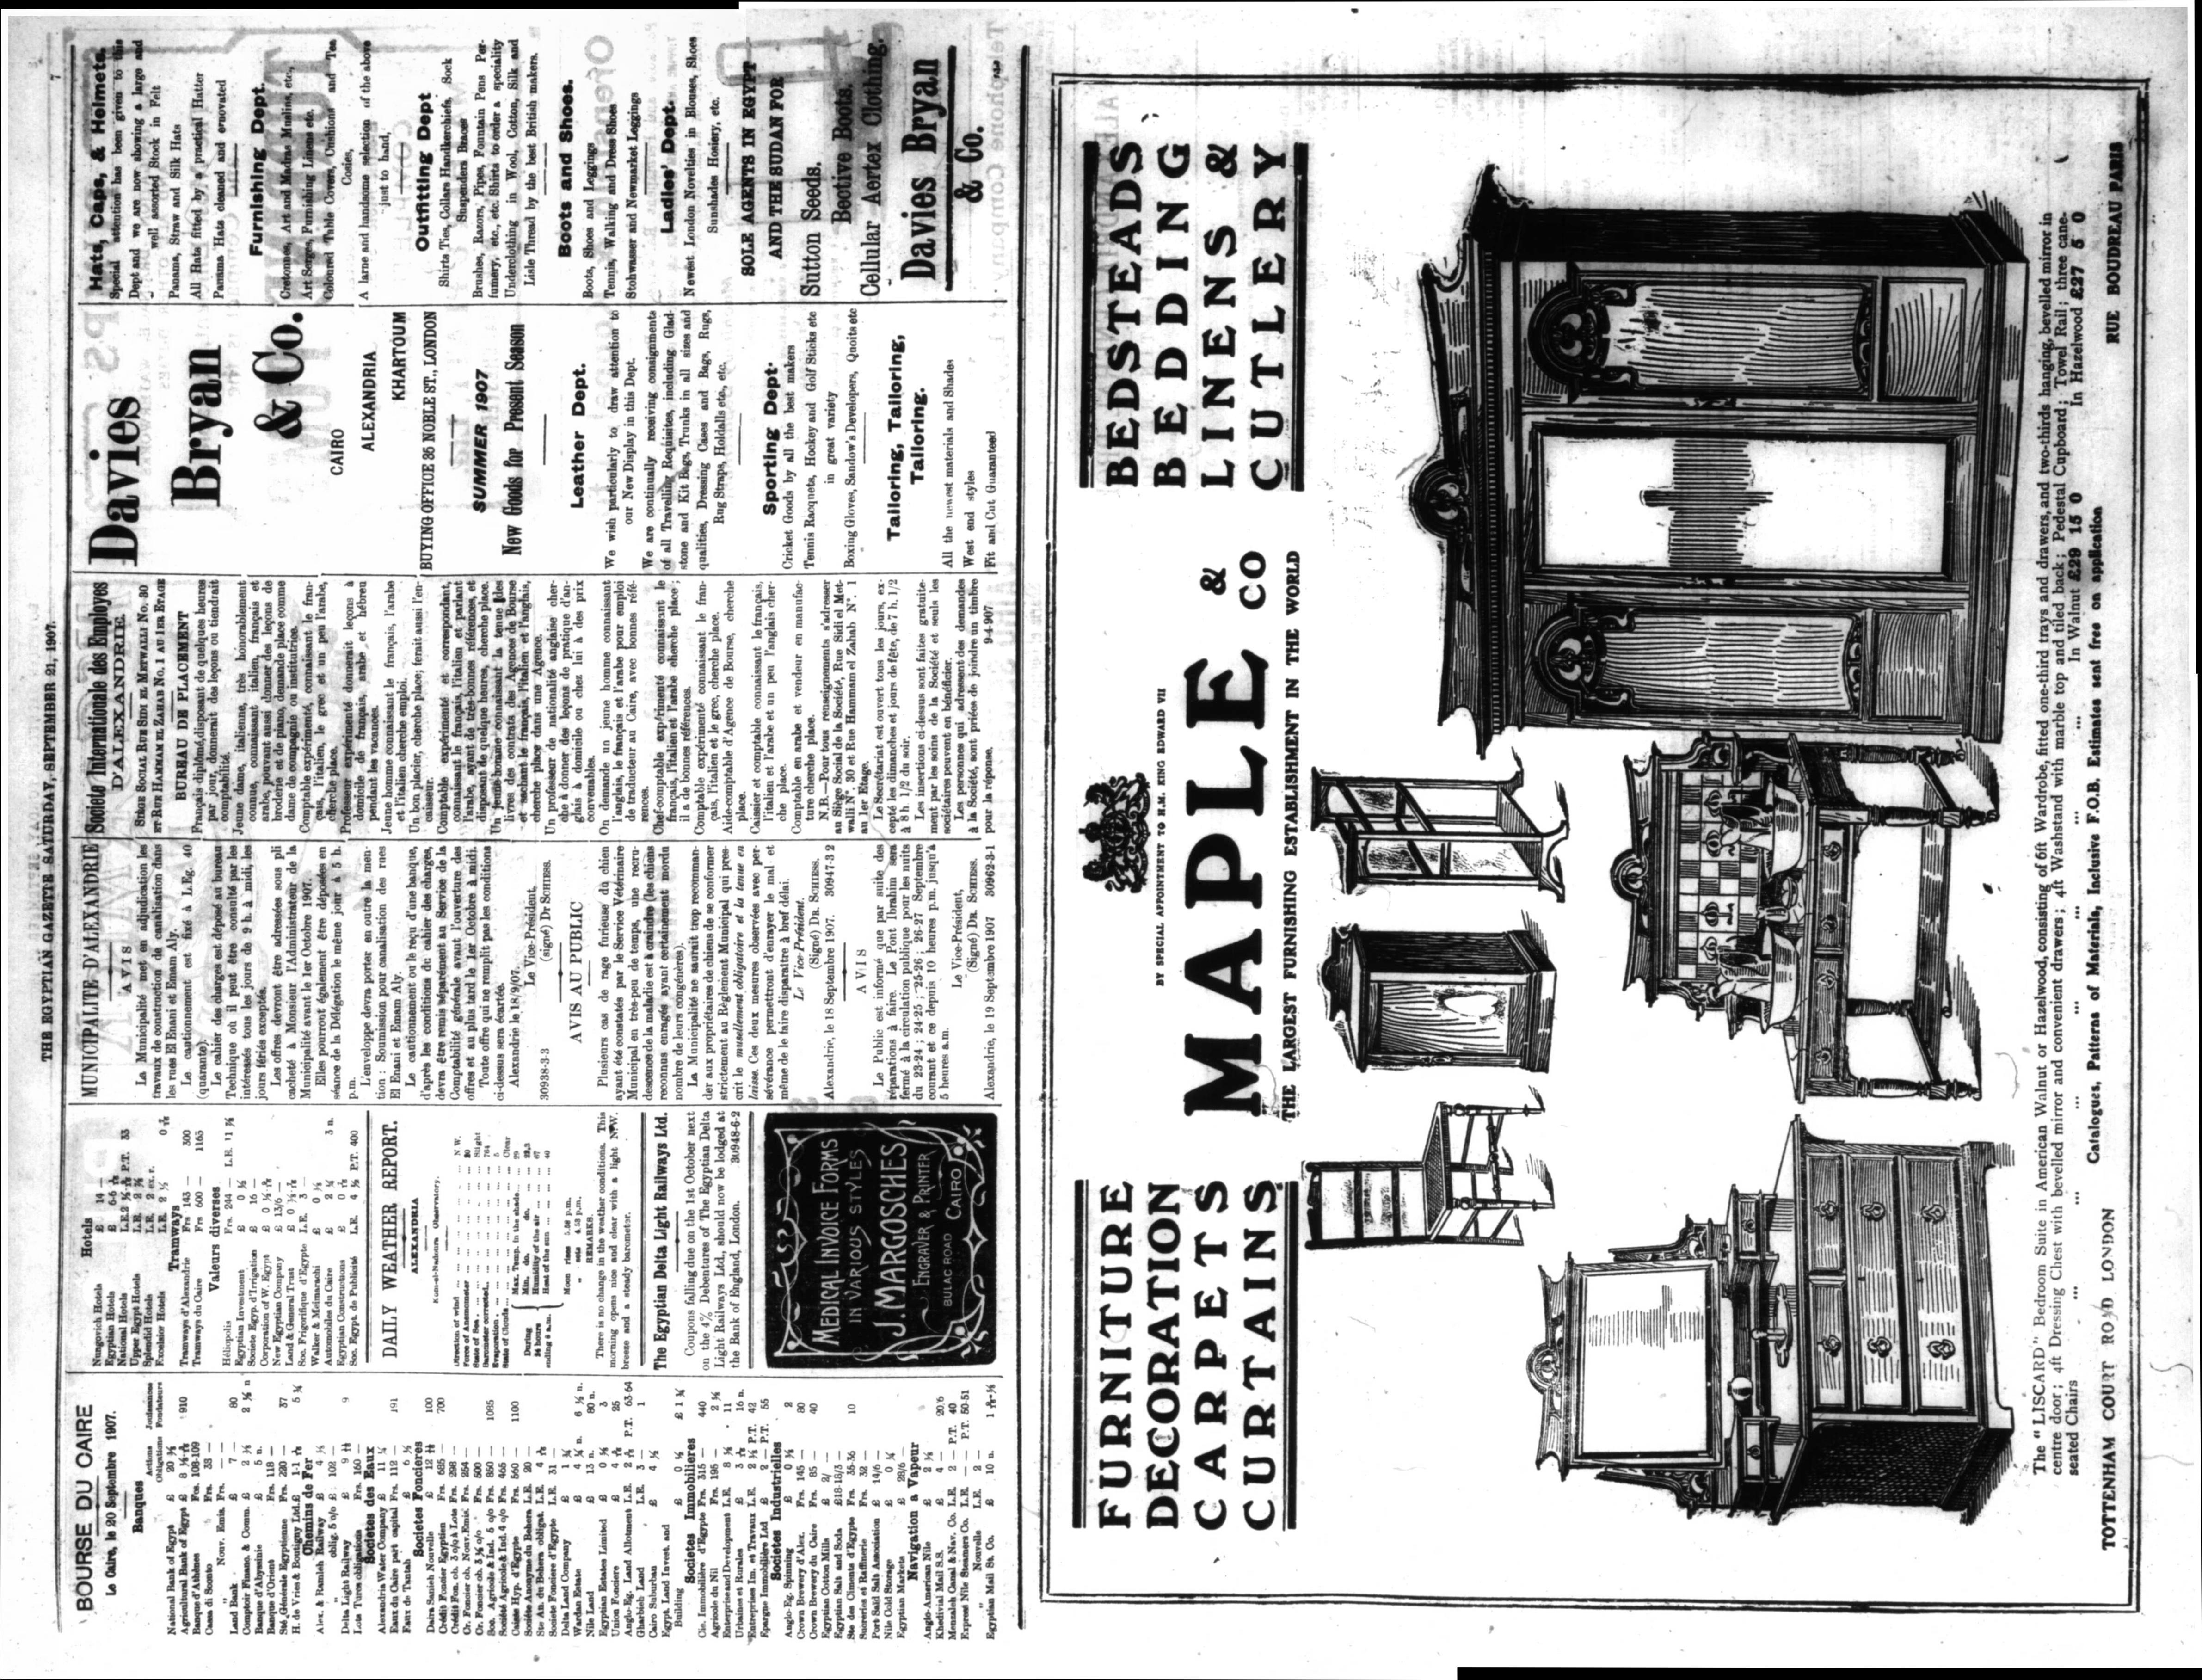 THE EGYPTIAN GAZETTE SATURDAY, SEPTEMBER 21, 1907.
7
BOURSE DU CAIRE
Le Caire, le 20 Septembre 1907.
Banques
Actions Jouissances
Obligations Fondateurs
National Bank of Egypt £ 20
Agricultural Bank of Egypt £ 8 910
Banque d'Athènes Fcs. 108-109
Cassa di Sconto Frs. 33 —
„ Nouv. Emis. Frs. — —
Land Bank £ 7 — 80
Comptoir Financ. & Comm. £ 2
Banque d'Abyssinie £ 5 n.
Banque d'Orient Frs. 118 —
Sté. Générale Egyptienne Frs. 220 — 37
H. de Vries & Boutigny Ltd. £ 1-1
Chemins de Fer
Alex. & Ramleh Railway £ 4
„ oblig. 5 o/o £ 102 —
Delta Light Railway £ 9 9
Lots Turcs obligations Frs. 160 —
Societes des Eaux
Alexandria Water Company £ 11
Eaux du Caire part capital Frs. 112 — 191
Eaux de Tantah £ 6
Societes Foncieres
Daira Sanieh Nouvelle £ 12 100
Crédit Foncier Egyptien Frs. 685 — 700
Crédit Fon. ob. 3 o/o à Lots Frs. 298 —
Cr. Foncier ob. Nouv. Emis. Frs. 254 —
Cr. Foncier ob. 3 ½ o/o Frs. 500 —
Soc. Agricole & Ind. 5 o/o Frs. 850 — 1085
Société Agricole & Ind. 4 o/o Frs. 465 —
Caisse Hyp. d'Egypte Frs. 560 — 1100
Société Anonyme du Behera L.E. 20 —
Ste An. du Behera obligat. L.E. 4
Societe Fonciere d'Egypte L.E. 31 —
Delta Land Company £ 1
Wardan Estate £ 4
Nile Land £ 13 n. 80 n.
Egyptian Estates Limited £ 0 3
Union Fonciere £ 4 25
Anglo-Eg. Land Allotment L.E. 2 P.T. 63-64
Gharbieh Land L.E. 3 — 1
Cairo Suburban £ 4
Egypt. Land Invest. and
Building £ 0
Societes Immobilieres
Cie. Immobilière d'Egypte Frs. 315 — 440
Agricole du Nil Frs. 195 —
Enterprise and Development L.E. 8 11
Urbaines et Rurales £ 3 16 n.
Entreprises Im. et Travaux L.E. 2 P.T. 42
Epargne Immobilière Ltd £ 2 — P.T. 55
Societes Industrielles
Anglo-Eg. Spinning £ 0 2
Crown Brewery d'Alex. Frs. 145 — 80
Crown Brewery du Caire Frs. 85 — 40
Egyptian Cotton Mills £ 2/ —
Egyptian Salt and Soda £18-18/3 —
Ste des Ciments d'Egypte Frs. 35-36 10
Sucreries et Raffinerie Frs. 32 —
Port Said Salt Association £ 14/6 —
Nile Cold Storage £ 0
Egyptian Markets £ 28/6 —
Navigation a Vapeur
Anglo-American Nile £ 2
Khedivial Mail S.S. £ 4 — 20/6
Menzaleh Canal & Nav. Co. L.E. 2 — P.T. 40
Express Nile Steamers Co. L.E. — — P.T. 50-51
„ Nouvelle L.E. 2 —
Egyptian Mail St. Co. £ 10 n.
Hotels
Nungovich Hotels £ 14 —
Egyptian Hotels £ 6-6
National Hotels L.E. 2 P.T. 33
Upper Egypt Hotels L.E. 2
Splendid Hotels L.E. 2 ex. r.
Excelsior Hotels L.E. 2
Tramways
Tramways d'Alexandrie Frs 143 — 300
Tramways du Caire Frs 600 — 1165
Valeurs diverses
Héliopolis Frs. 244 — L.E. 11
Egyptian Investment £ 0
Societe Egyp. d'Irrigation £ 16 —
Corporation of W. Egypt £ 0
New Egyptian Company £ 13/6 —
Land & General Trust £ 0
Soc. Frigorifique d'Egypte L.E. 3 —
Walker & Meimarachi £ 0
Automobiles du Caire £ 2 3 n.
Egyptian Constructions £ 0
Soc. Egypt. de Publicité L.E. 4 P.T. 400
DAILY WEATHER REPORT.
ALEXANDRIA
Kom-el-Nadoura Observatory.
Direction of wind ... N W.
Force of Anemometer ... 20
State of Sea ... Slight
Barometer corrected ... 764
Evaporation ... 5
State of Clouds ... Clear
During 24 hours ending 8 a.m.
Max. Temp. in the shade ... 29
Min. do. do. ... 22,3
Humidity of the air ... 67
Heat of the sun ... 40
Moon rises 5.56 p.m.
„ sets 4.53 p.m.
REMARKS.
There is no change in the weather conditions. This
morning opens nice and clear with a light N.W.
breeze and a steady barometer.
The Egyptian Delta Light Railways Ltd.
Coupons falling due on the 1st October next
on the 4% Debentures of The Egyptian Delta
Light Railways Ltd., should now be lodged at
the Bank of England, London. 30948-6-2
MEDICAL INVOICE FORMS
IN VARIOUS STYLES
J. MARGOSCHES
ENGRAVER & PRINTER
BULAC ROAD CAIRO
MUNICIPALITE D'ALEXANDRIE
AVIS
La Municipalité met en adjudication les
travaux de construction de canalisation dans
les rues El Enani et Emam Aly.
Le cautionnement est fixé à L.Eg. 40
(quarante).
Le cahier des charges est déposé au bureau
Technique où il peut être consulté par les
intéressés tous les jours de 9 h. à midi, les
jours fériés exceptés.
Les offres devront être adressées sous pli
cacheté à Monsieur l'Administrateur de la
Municipalité avant le 1er Octobre 1907.
Elles pourront également être déposées en
séance de la Délégation le même jour à 5 h.
p.m.
L'enveloppe devra porter en outre la men-
tion : Soumission pour canalisation des rues
El Enani et Emam Aly.
Le cautionnement ou le reçu d'une banque,
d'après les conditions du cahier des charges,
devra être remis séparément au Service de la
Comptabilité générale avant l'ouverture des
offres et au plus tard le 1er Octobre à midi.
Toute offre qui ne remplit pas les conditions
ci-dessus sera écartée.
Alexandrie le 18/9/07.
Le Vice-Président,
30938-3-3 (signé) Dr SCHIESS.
AVIS AU PUBLIC
Plusieurs cas de rage furieuse du chien
ayant été constatés par le Service Vétérinaire
Municipal en très-peu de temps, une recru-
descence de la maladie est à craindre (les chiens
reconnus enragés ayant certainement mordu
nombre de leurs congénères).
La Municipalité ne saurait trop recomman-
der aux propriétaires de chiens de se conformer
strictement au Règlement Municipal qui pres-
crit le musellement obligatoire et la tenue en
laisse. Ces deux mesures observées avec per-
sévérance permettront d'enrayer le mal et
même de le faire disparaître à bref délai.
Le Vice-Président.
(Signé) DR. SCHIESS.
Alexandrie, le 18 Septembre 1907. 30947-3 2
AVIS
Le Public est informé que par suite des
réparations à faire. Le Pont Ibrahim sera
fermé à la circulation publique pour les nuits
du 23-24 ; 24-25 ; 25-26 ; 26-27 Septembre
courant et ce depuis 10 heures p.m. jusqu'à
5 heures a.m.
Le Vice-Président,
(Signé) DR. SCHIESS.
Alexandrie, le 19 Septembre 1907 30962-3-1
Societe Internationale des Employes
D'ALEXANDRIE.
SIÈGE SOCIAL RUE SIDI EL METWALLI NO. 30
ET RUE HAMMAM EL ZAHAB NO. 1 AU 1ER ETAGE
BUREAU DE PLACEMENT
Français diplômé, disposant de quelques heures
par jour, donnerait des leçons ou tiendrait
comptabilité.
Jeune dame, italienne, très honorablement
connue, connaissant italien, français et
arabe, pouvant aussi donner des leçons de
broderie et de piano, demande place comme
dame de compagnie ou institutrice.
Comptable expérimenté, connaissant le fran-
çais, l'italien, le grec et un peu l'arabe,
cherche place.
Professeur expérimenté donnerait leçons à
domicile de français, arabe et hébreu
pendant les vacances.
Jeune homme connaissant le français, l'arabe
et l'italien cherche emploi.
Un bon placier, cherche place; ferait aussi l'en-
caisseur.
Comptable expérimenté et correspondant,
connaissant le français, l'italien et parlant
l'arabe, ayant de très-bonnes références, et
disposant de quelque heures, cherche place.
Un jeune homme connaissant la tenue des
livres des contrats des Agences de Bourse
et sachant le français, l'italien et l'anglais,
cherche place dans une Agence.
Un professeur de nationalité anglaise cher-
che à donner des leçons de pratique d'an-
glais à domicile ou chez lui à des prix
convenables.
On demande un jeune homme connaissant
l'anglais, le français et l'arabe pour emploi
de traducteur au Caire, avec bonnes réfé-
rences.
Chef-comptable expérimenté connaissant le
français, l'italien et l'arabe cherche place ;
il a de bonnes références.
Comptable expérimenté connaissant le fran-
çais, l'italien et le grec, cherche place.
Aide-comptable d'Agence de Bourse, cherche
place.
Caissier et comptable connaissant le français,
l'italien et l'arabe et un peu l'anglais cher-
che place.
Comptable en arabe et vendeur en manufac-
ture cherche place.
N.B.—Pour tous renseignements s'adresser
au Siège Social de la Société, Rue Sidi el Met-
walli N°. 30 et Rue Hammam el Zahab N°. 1
au 1er Etage.
Le Secrétariat est ouvert tous les jours, ex-
cepté les dimanches et jours de fête, de 7 h. 1/2
à 8 h. 1/2 du soir.
Les insertions ci-dessus sont faites gratuite-
ment par les soins de la Société et seuls les
sociétaires peuvent en bénéficier.
Les personnes qui adressent des demandes
à la Société, sont priées de joindre un timbre
pour la réponse. 9-4-907
Davies
Bryan
& Co.
CAIRO
ALEXANDRIA
KHARTOUM
BUYING OFFICE 35 NOBLE ST., LONDON
SUMMER 1907
New Goods for Present Season
Leather Dept.
We wish particularly to draw attention to
our New Display in this Dept.
We are continually receiving consignments
of all Travelling Requisites, including Glad-
stone and Kit Bags, Trunks in all sizes and
qualities, Dressing Cases and Bags, Rugs,
Rug Straps, Holdalls etc., etc.
Sporting Dept.
Cricket Goods by all the best makers
Tennis Racquets, Hockey and Golf Sticks etc
in great variety
Boxing Gloves, Sandow's Developers, Quoits etc
Tailoring, Tailoring,
Tailoring.
All the newest materials and Shades
West end styles
Fit and Cut Guaranteed
Hats, Caps, & Helmets.
Special attention has been given to this
Dept and we are now showing a large and
well assorted Stock in Felt
Panama, Straw and Silk Hats
All Hats fitted by a practical Hatter
Panama Hats cleaned and ernovated
Furnishing Dept.
Cretonnes, Art and Madras Muslins, etc.,
Art Serges, Furnishing Linens etc.
Coloured Table Covers, Cushions and Tea
Cosies,
A larne and handsome selection of the above
just to hand,
Outfitting Dept
Shirts Ties, Collars Handkerchiefs, Sock
Suspenders Braces
Brushes, Razors, Pipes, Fountain Pens Per-
fumery, etc., etc. Shirts to order a speciality
Underclothing in Wool, Cotton, Silk and
Lisle Thread by the best British makers.
Boots and Shoes.
Boots, Shoes and Leggings
Tennis, Walking and Dress Shoes
Stohwasser and Newmarket Leggings
Ladies' Dept.
Newest London Novelties in Blouses, Shoes
Sunshades Hosiery, etc.
SOLE AGENTS IN EGYPT
AND THE SUDAN FOR
Sutton Seeds.
Bective Boots.
Cellular Aertex Clothing.
Davies Bryan
& Co.
FURNITURE
DECORATION
CARPETS
CURTAINS
BY SPECIAL APPOINTMENT TO H.M. KING EDWARD VII
MAPLE & CO
THE LARGEST FURNISHING ESTABLISHMENT IN THE WORLD
BEDSTEADS
BEDDING
LINENS &
CUTLERY
The "LISCARD" Bedroom Suite in American Walnut or Hazelwood, consisting of 6ft Wardrobe, fitted one-third trays and drawers, and two-thirds hanging, bevelled mirror in
centre door ; 4ft Dressing Chest with bevelled mirror and convenient drawers ; 4ft Washstand with marble top and tiled back ; Pedestal Cupboard ; Towel Rail ; three cane-
seated Chairs ... ... ... ... ... ... ... In Walnut £29 15 0 In Hazelwood £27 5 0
Catalogues, Patterns of Materials, Inclusive F.O.B. Estimates sent free on application
TOTTENHAM COURT ROAD LONDON
RUE BOUDREAU PARIS